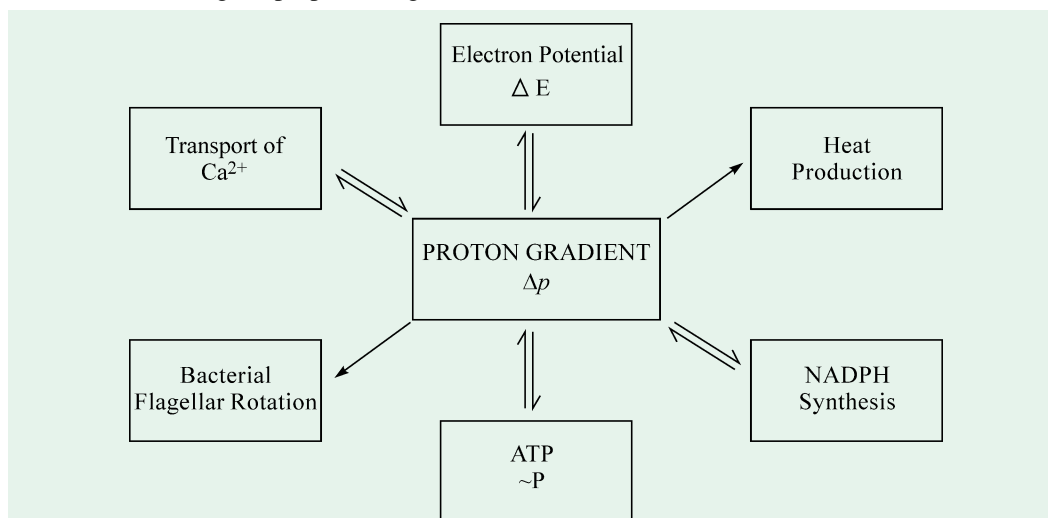 Electron Potential
Δ E
Transport of
Ca2+
Heat
Production
PROTON GRADIENT
Δp
Bacterial
Flagellar Rotation
NADPH
Synthesis
ATP
~P